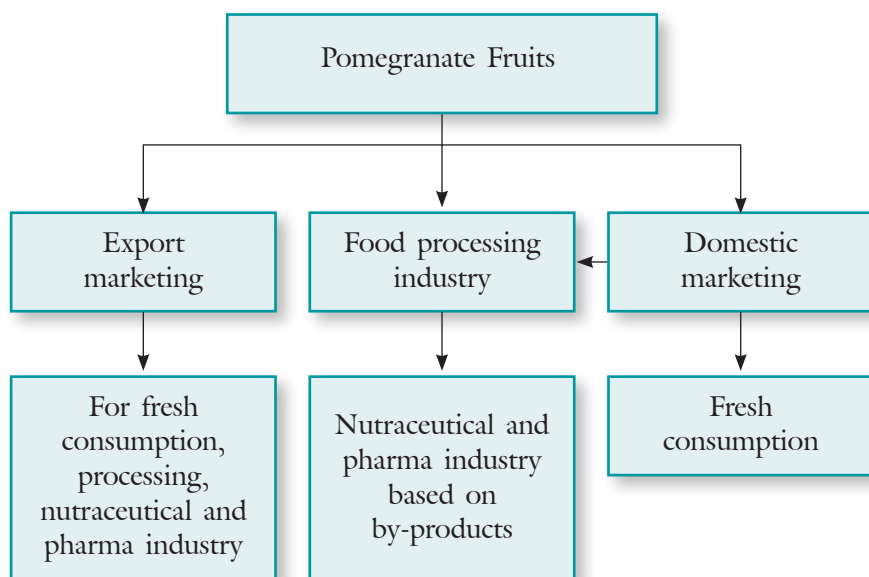 Pomegranate Fruits
Export
marketing
Food processing
industry
Domestic
marketing
For fresh
consumption,
processing,
nutraceutical and
pharma industry
Nutraceutical and
pharma industry
based on
by-products
Fresh
consumption